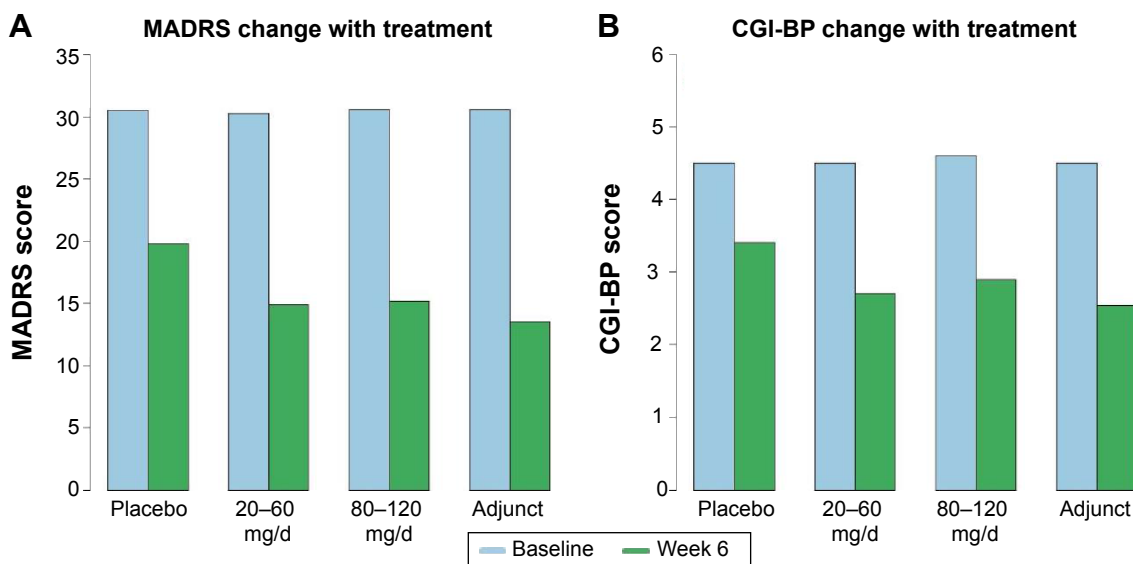 A
MADRS change with treatment
MADRS score
35
30
25
20
15
10
5
0
Placebo
20–60
mg/d
80–120
mg/d
Adjunct
B
CGI-BP change with treatment
CGI-BP score
6
5
4
3
2
1
0
Placebo
20–60
mg/d
80–120
mg/d
Adjunct
Baseline
Week 6